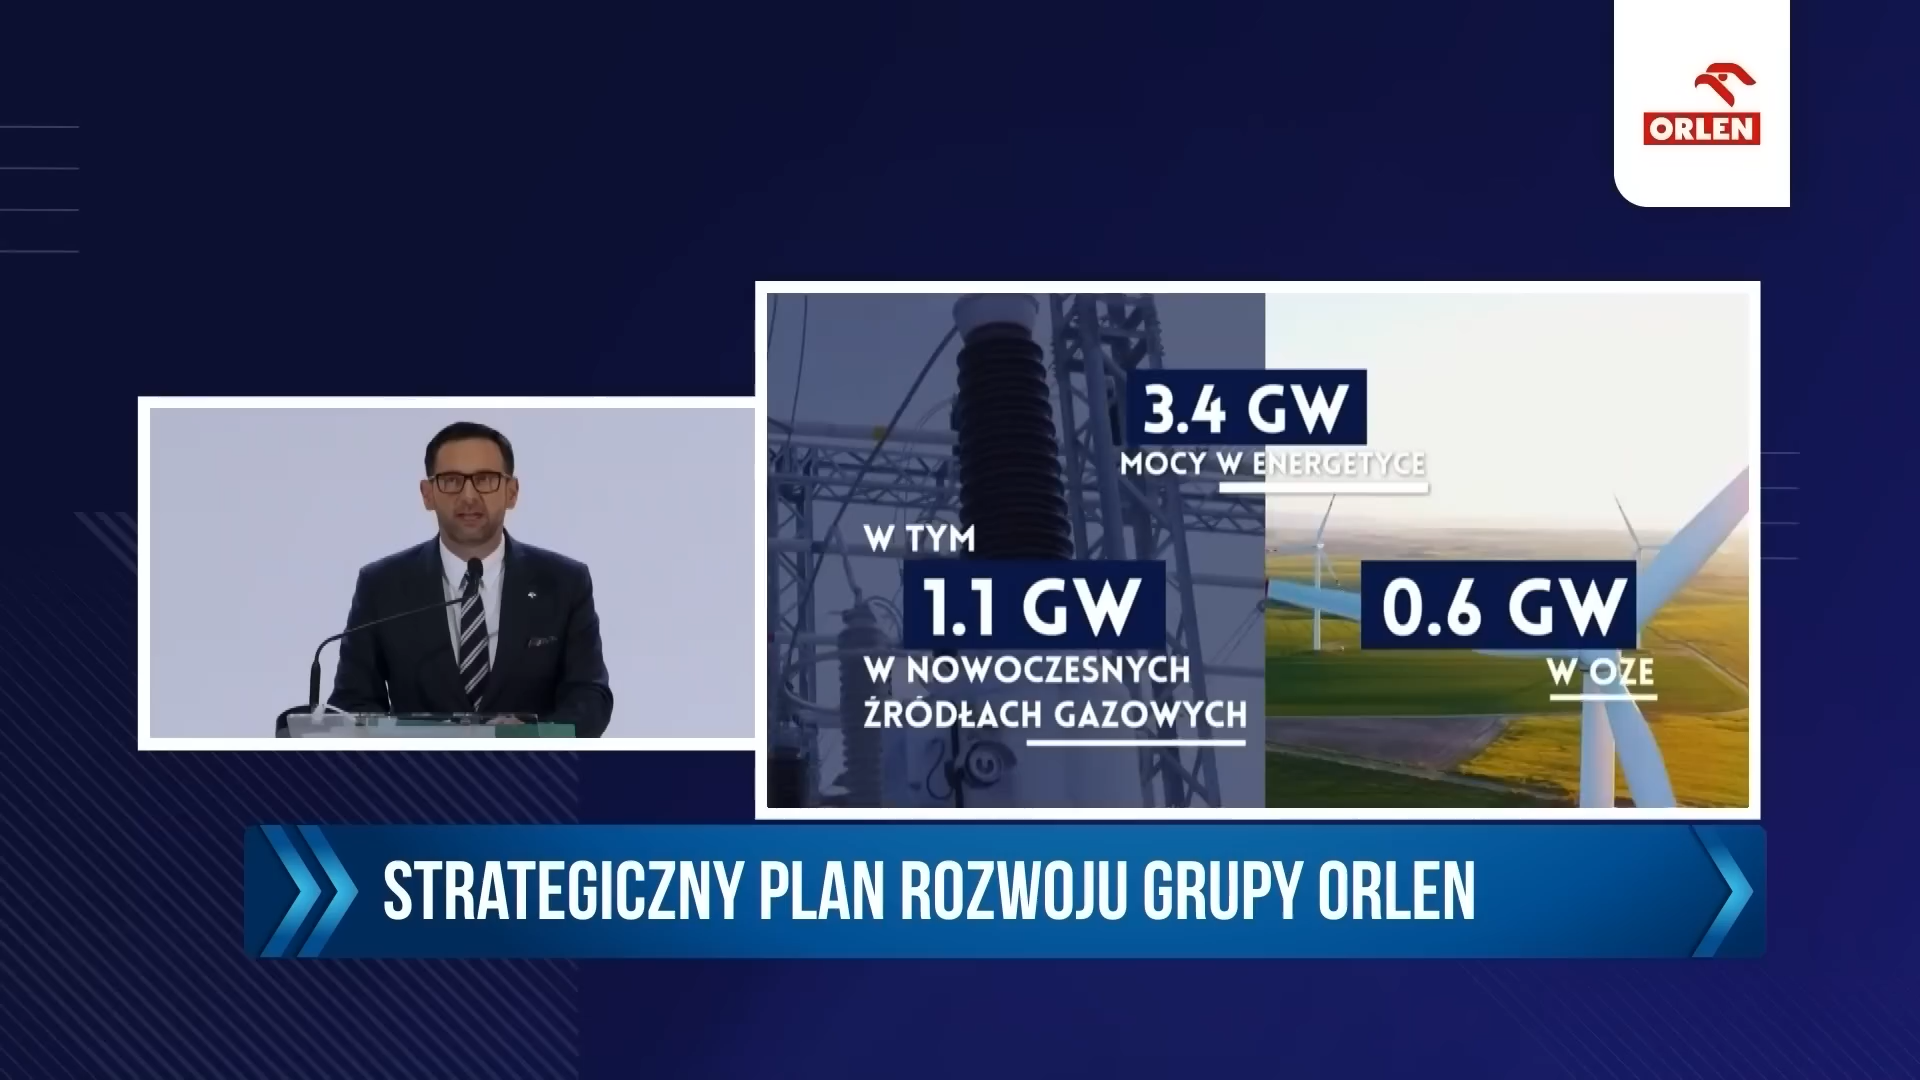 ORLEN
3.4 GW
MOCY W ENERGETYCE
W TYM
1.1 GW
W NOWOCZESNYCH
ŹRÓDŁACH GAZOWYCH
0.6 GW
W OZE
STRATEGICZNY PLAN ROZWOJU GRUPY ORLEN